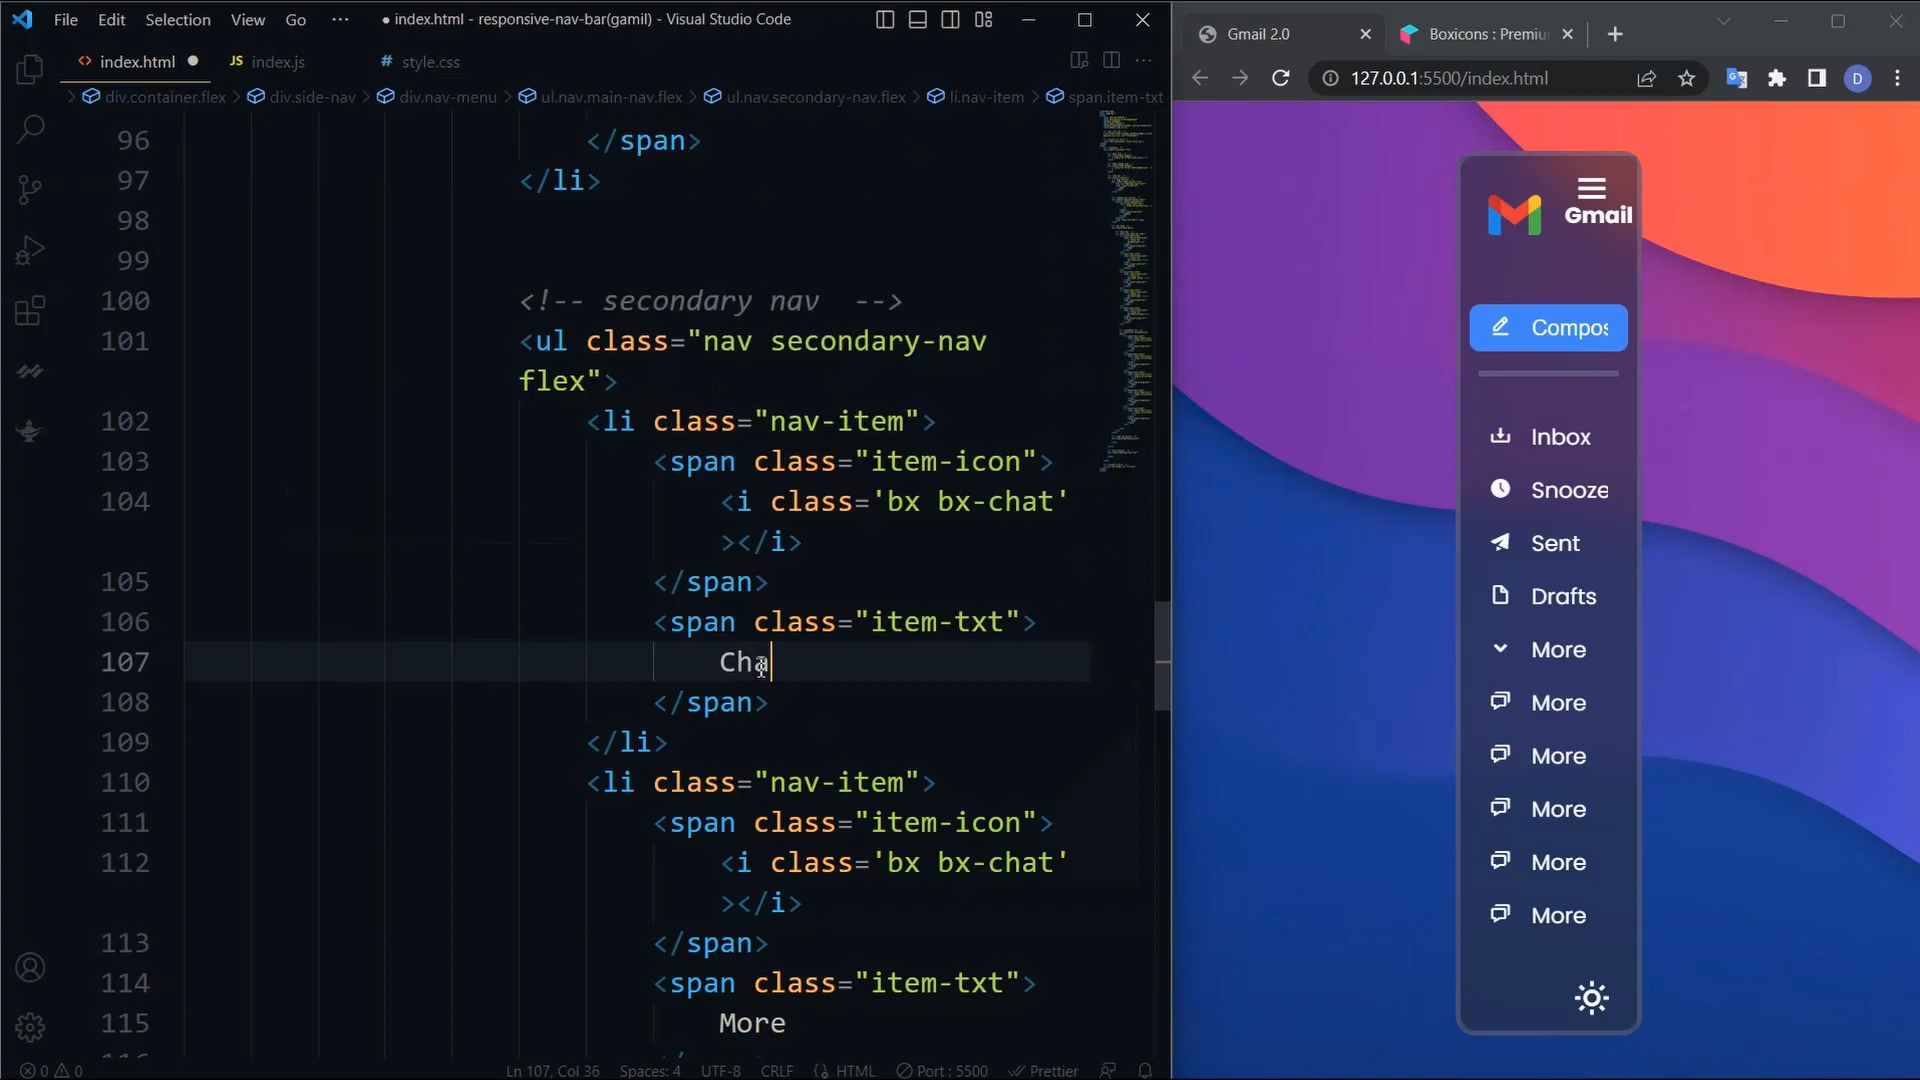 File Edit Selection View Go ··· ● index.html - responsive-nav-bar(gamil) - Visual Studio Code
<> index.html ● JS index.js # style.css
> div.container.flex > div.side-nav > div.nav-menu > ul.nav.main-nav.flex > ul.nav.secondary-nav.flex > li.nav-item > span.item-txt
96 </span>
97 </li>
98
99
100 <!-- secondary nav  -->
101 <ul class="nav secondary-nav
flex">
102 <li class="nav-item">
103 <span class="item-icon">
104 <i class='bx bx-chat'
></i>
105 </span>
106 <span class="item-txt">
107 Cha
108 </span>
109 </li>
110 <li class="nav-item">
111 <span class="item-icon">
112 <i class='bx bx-chat'
></i>
113 </span>
114 <span class="item-txt">
115 More
0 0 Ln 107, Col 36 Spaces: 4 UTF-8 CRLF {} HTML Port : 5500 Prettier
Gmail 2.0
Boxicons : Premiu
127.0.0.1:5500/index.html
D
Gmail
Compos
Inbox
Snooze
Sent
Drafts
More
More
More
More
More
More